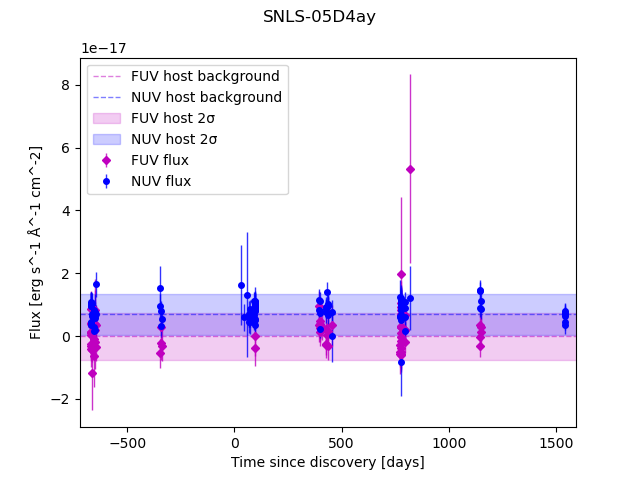 SNLS-05D4ay
1e−17
FUV host background
NUV host background
FUV host 2σ
NUV host 2σ
FUV flux
NUV flux
8
6
4
2
0
−2
Flux [erg s^-1 Å^-1 cm^-2]
−500 0 500 1000 1500
Time since discovery [days]